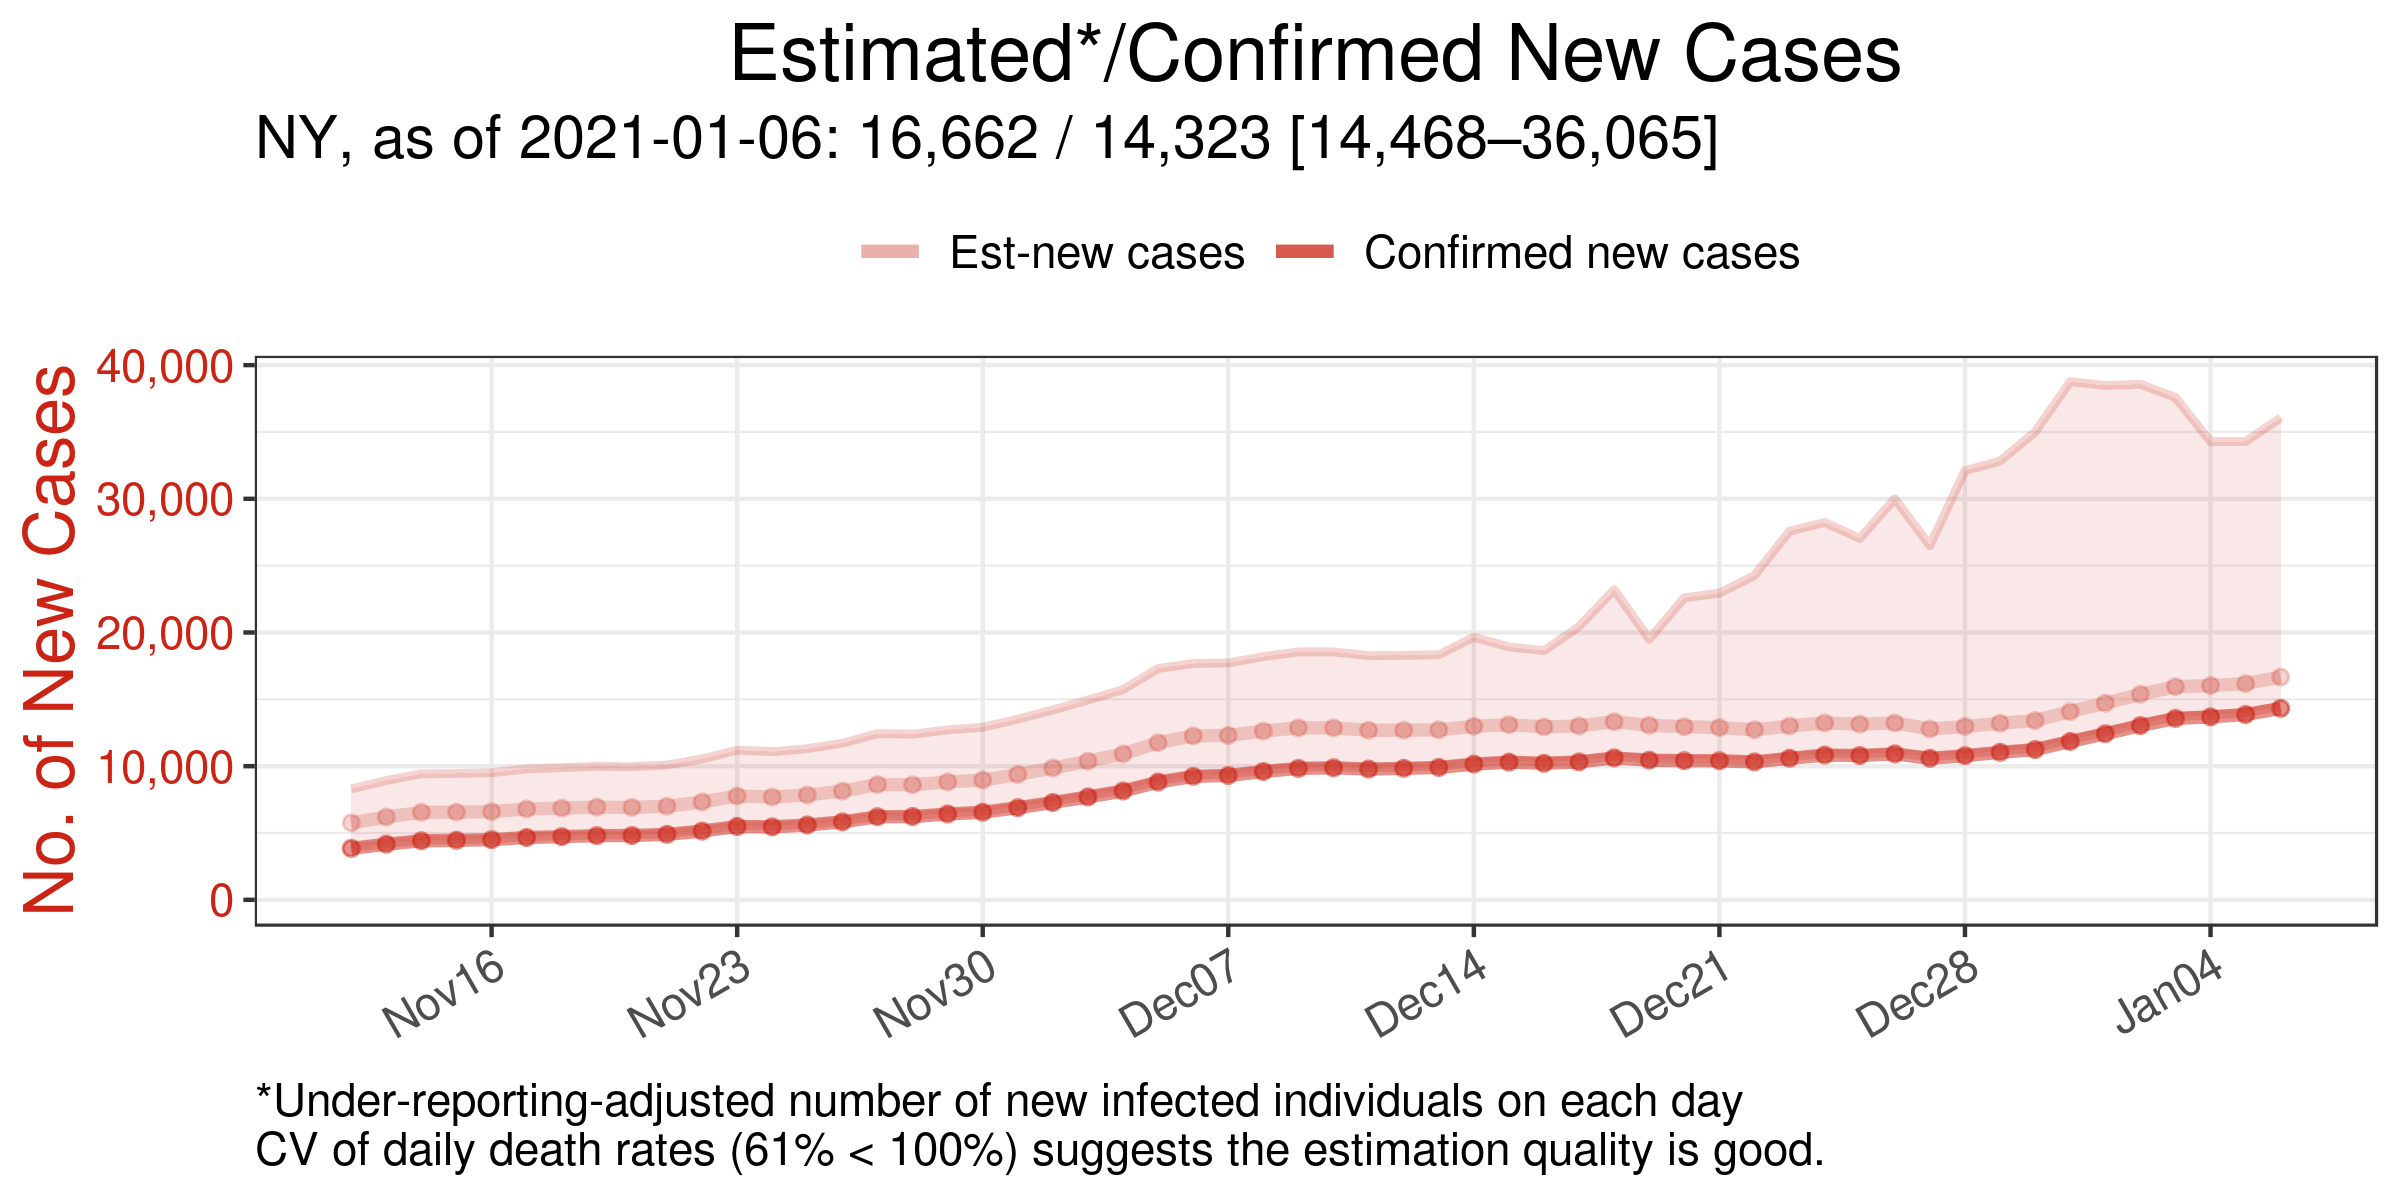 Estimated*/Confirmed New Cases
NY, as of 2021-01-06: 16,662 / 14,323 [14,468–36,065]
Est-new cases Confirmed new cases
No. of New Cases
40,000
30,000
20,000
10,000
0
Nov16 Nov23 Nov30 Dec07 Dec14 Dec21 Dec28 Jan04
*Under-reporting-adjusted number of new infected individuals on each day
CV of daily death rates (61% < 100%) suggests the estimation quality is good.